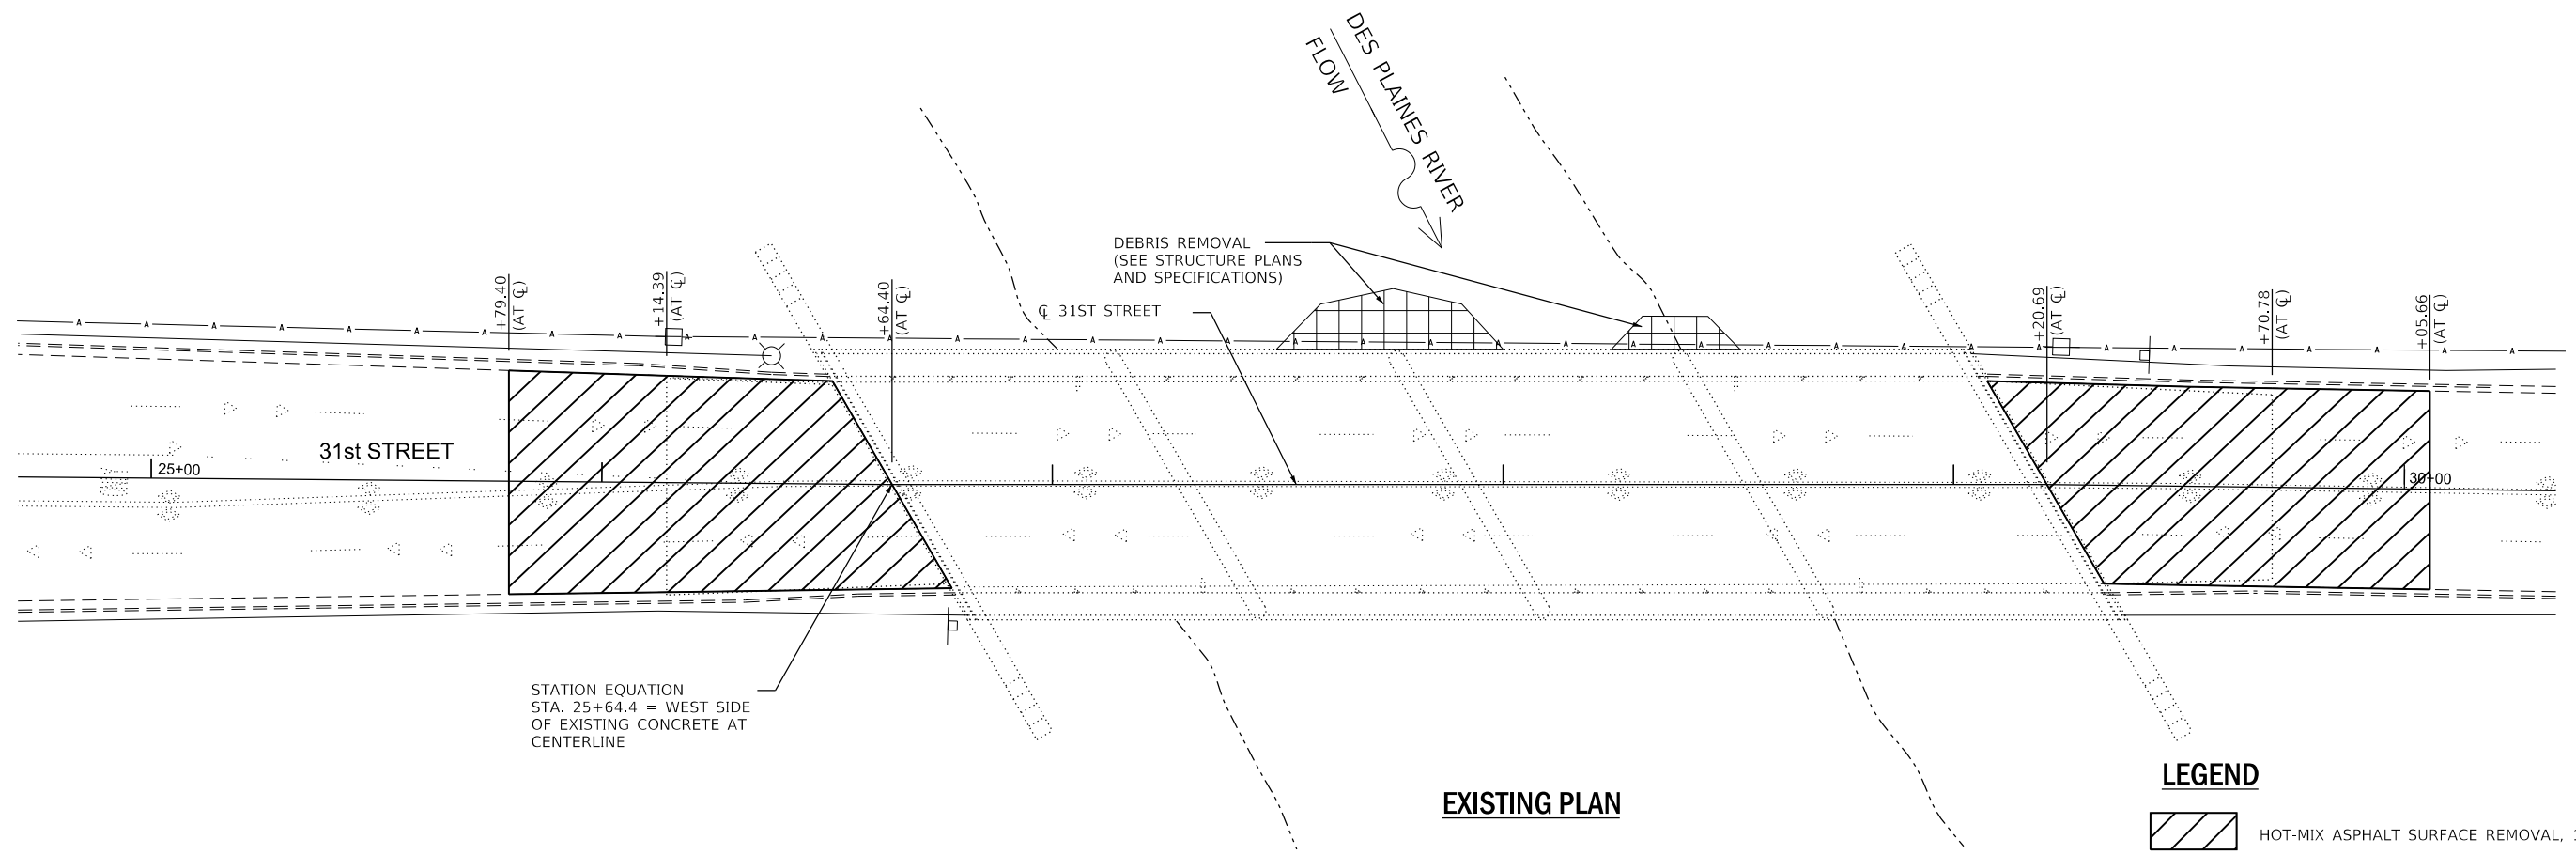 DES PLAINES RIVER
FLOW
DEBRIS REMOVAL
(SEE STRUCTURE PLANS
AND SPECIFICATIONS)
℄ 31ST STREET
+79.40
(AT ℄)
+14.39
(AT ℄)
+64.40
(AT ℄)
+20.69
(AT ℄)
+70.78
(AT ℄)
+05.66
(AT ℄)
A A A A A A A A A A A A A A A A A A A A A A A A A A A A A A A A A A A A A
31st STREET
25+00
30+00
STATION EQUATION
STA. 25+64.4 = WEST SIDE
OF EXISTING CONCRETE AT
CENTERLINE
EXISTING PLAN
LEGEND
HOT-MIX ASPHALT SURFACE REMOVAL,